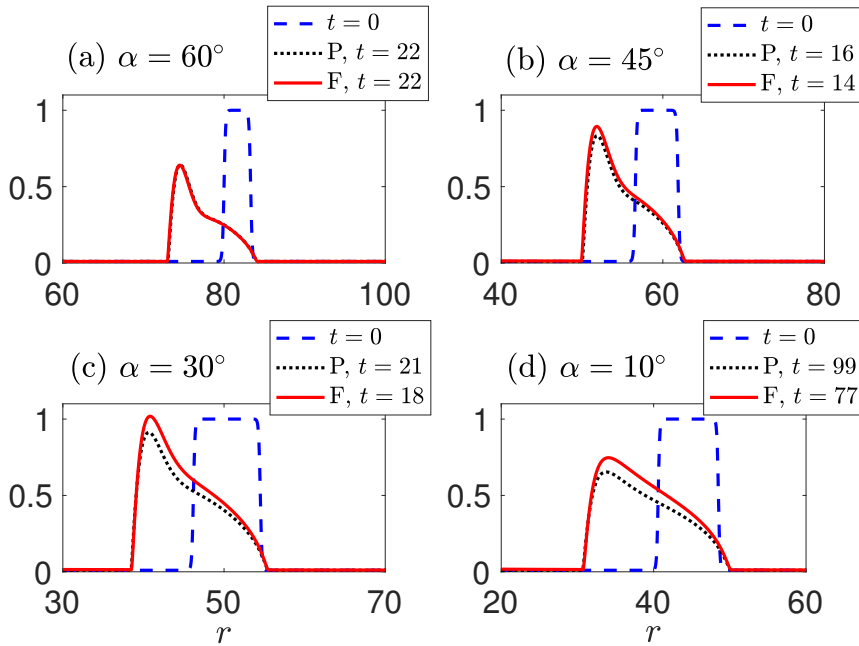 (a) α = 60°
t = 0
P, t = 22
F, t = 22
1
0.5
0
60 80 100
(b) α = 45°
t = 0
P, t = 16
F, t = 14
1
0.5
0
40 60 80
(c) α = 30°
t = 0
P, t = 21
F, t = 18
1
0.5
0
30 50 70
r
(d) α = 10°
t = 0
P, t = 99
F, t = 77
1
0.5
0
20 40 60
r